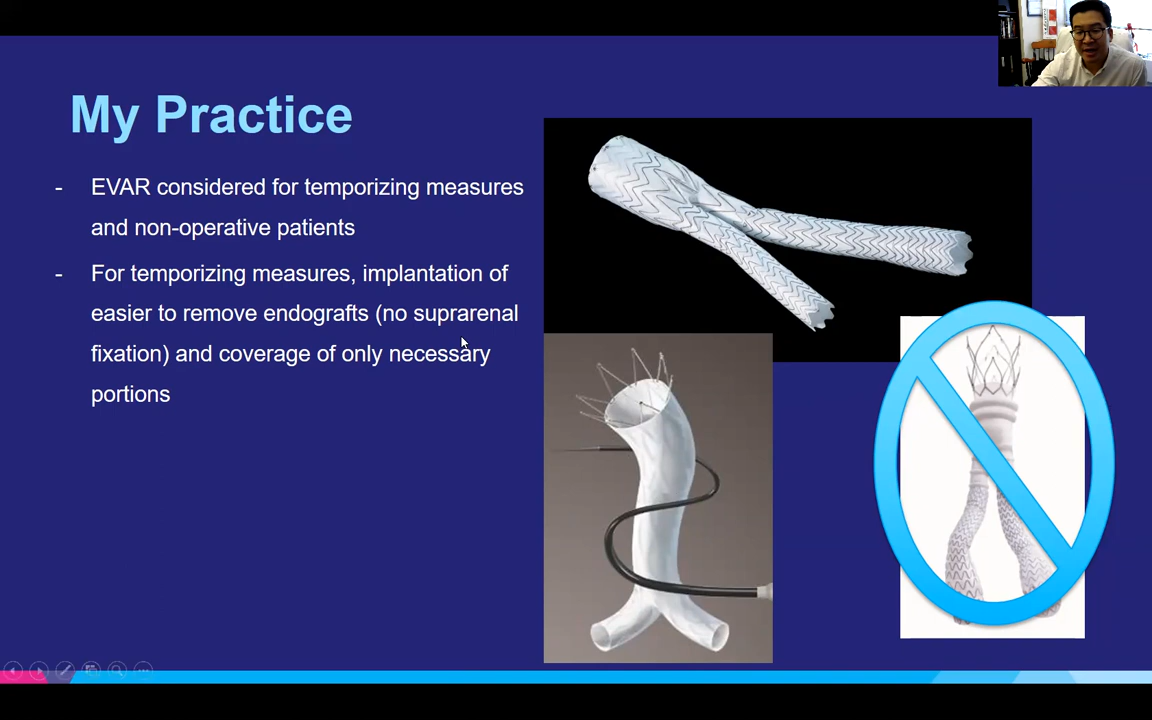 My Practice
- EVAR considered for temporizing measures
and non-operative patients
- For temporizing measures, implantation of
easier to remove endografts (no suprarenal
fixation) and coverage of only necessary
portions